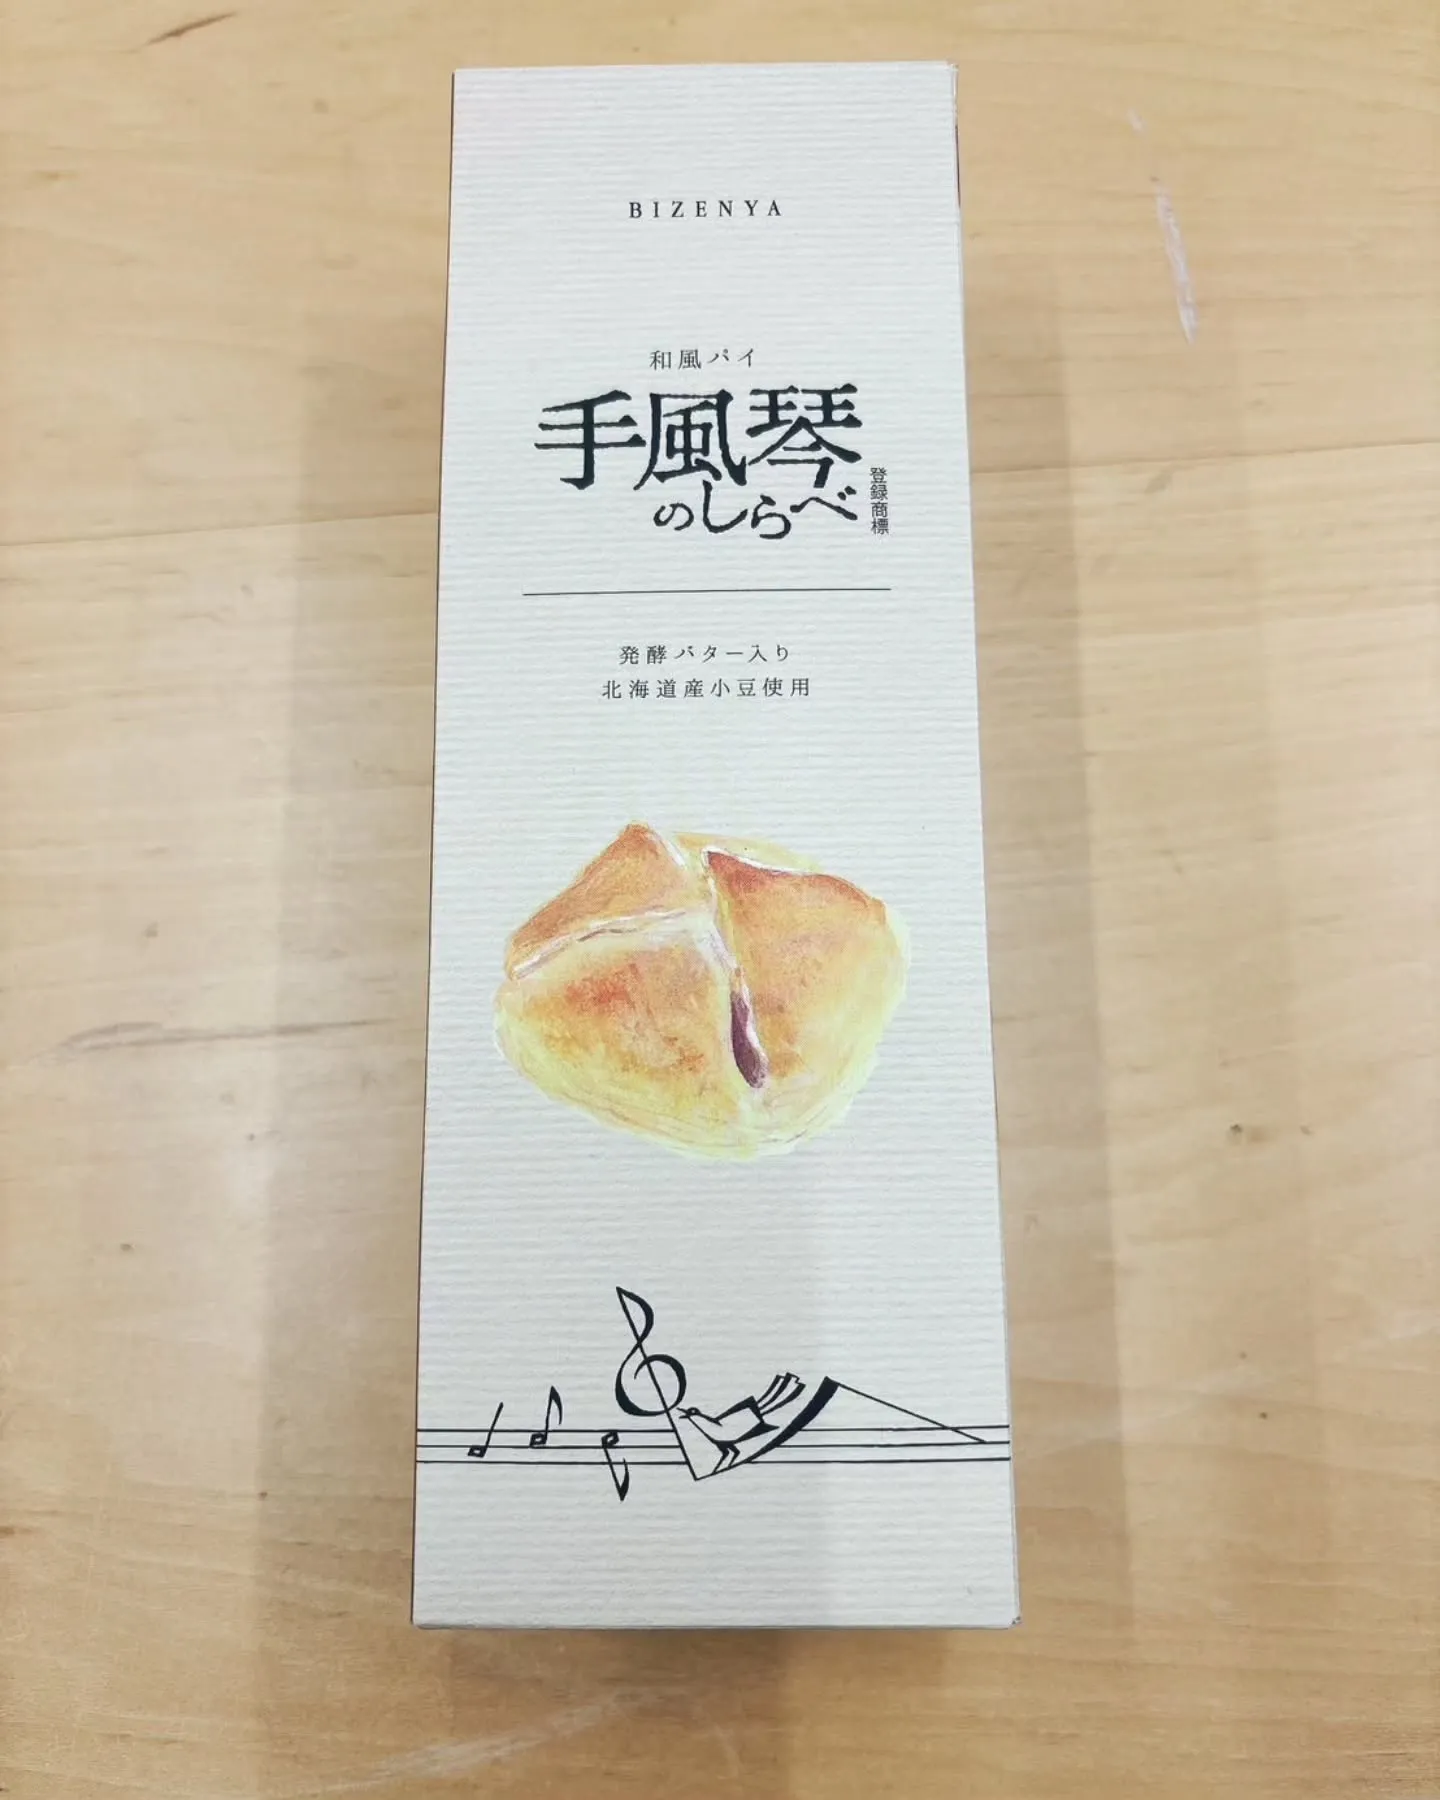 BIZENYA
和風パイ
手風琴
のしらべ
登録商標
発酵バター入り
北海道産小豆使用